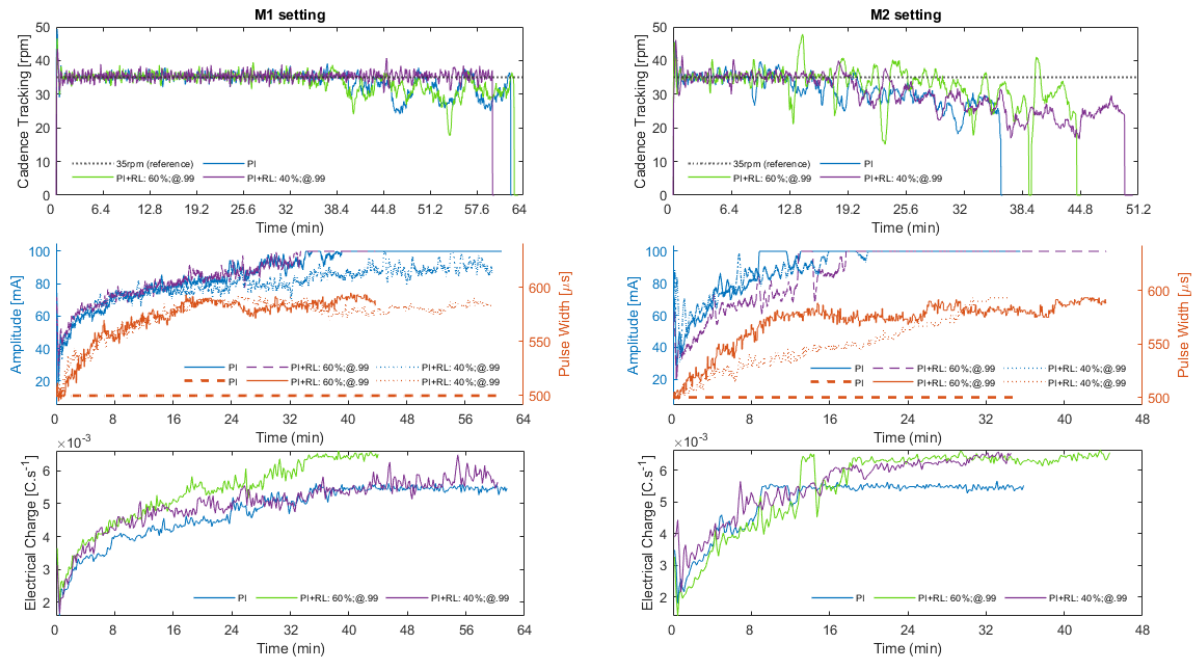 M1 setting
Cadence Tracking [rpm]
50
40
30
20
10
0
35rpm (reference)
PI
PI+RL: 60%;@.99
PI+RL: 40%;@.99
0 6.4 12.8 19.2 25.6 32 38.4 44.8 51.2 57.6 64
Time (min)
M2 setting
Cadence Tracking [rpm]
50
40
30
20
10
0
35rpm (reference)
PI
PI+RL: 60%;@.99
PI+RL: 40%;@.99
0 6.4 12.8 19.2 25.6 32 38.4 44.8 51.2
Time (min)
Amplitude [mA]
100
80
60
40
20
PI PI+RL: 60%;@.99 PI+RL: 40%;@.99
PI PI+RL: 60%;@.99 PI+RL: 40%;@.99
600
550
500
Pulse Width [μs]
0 8 16 24 32 40 48 56 64
Time (min)
Amplitude [mA]
100
80
60
40
20
PI PI+RL: 60%;@.99 PI+RL: 40%;@.99
PI PI+RL: 60%;@.99 PI+RL: 40%;@.99
600
550
500
Pulse Width [μs]
0 8 16 24 32 40 48
Time (min)
×10⁻³
Electrical Charge [C.s⁻¹]
6
5
4
3
2
PI PI+RL: 60%;@.99 PI+RL: 40%;@.99
0 8 16 24 32 40 48 56 64
Time (min)
×10⁻³
Electrical Charge [C.s⁻¹]
6
5
4
3
2
PI PI+RL: 60%;@.99 PI+RL: 40%;@.99
0 8 16 24 32 40 48
Time (min)